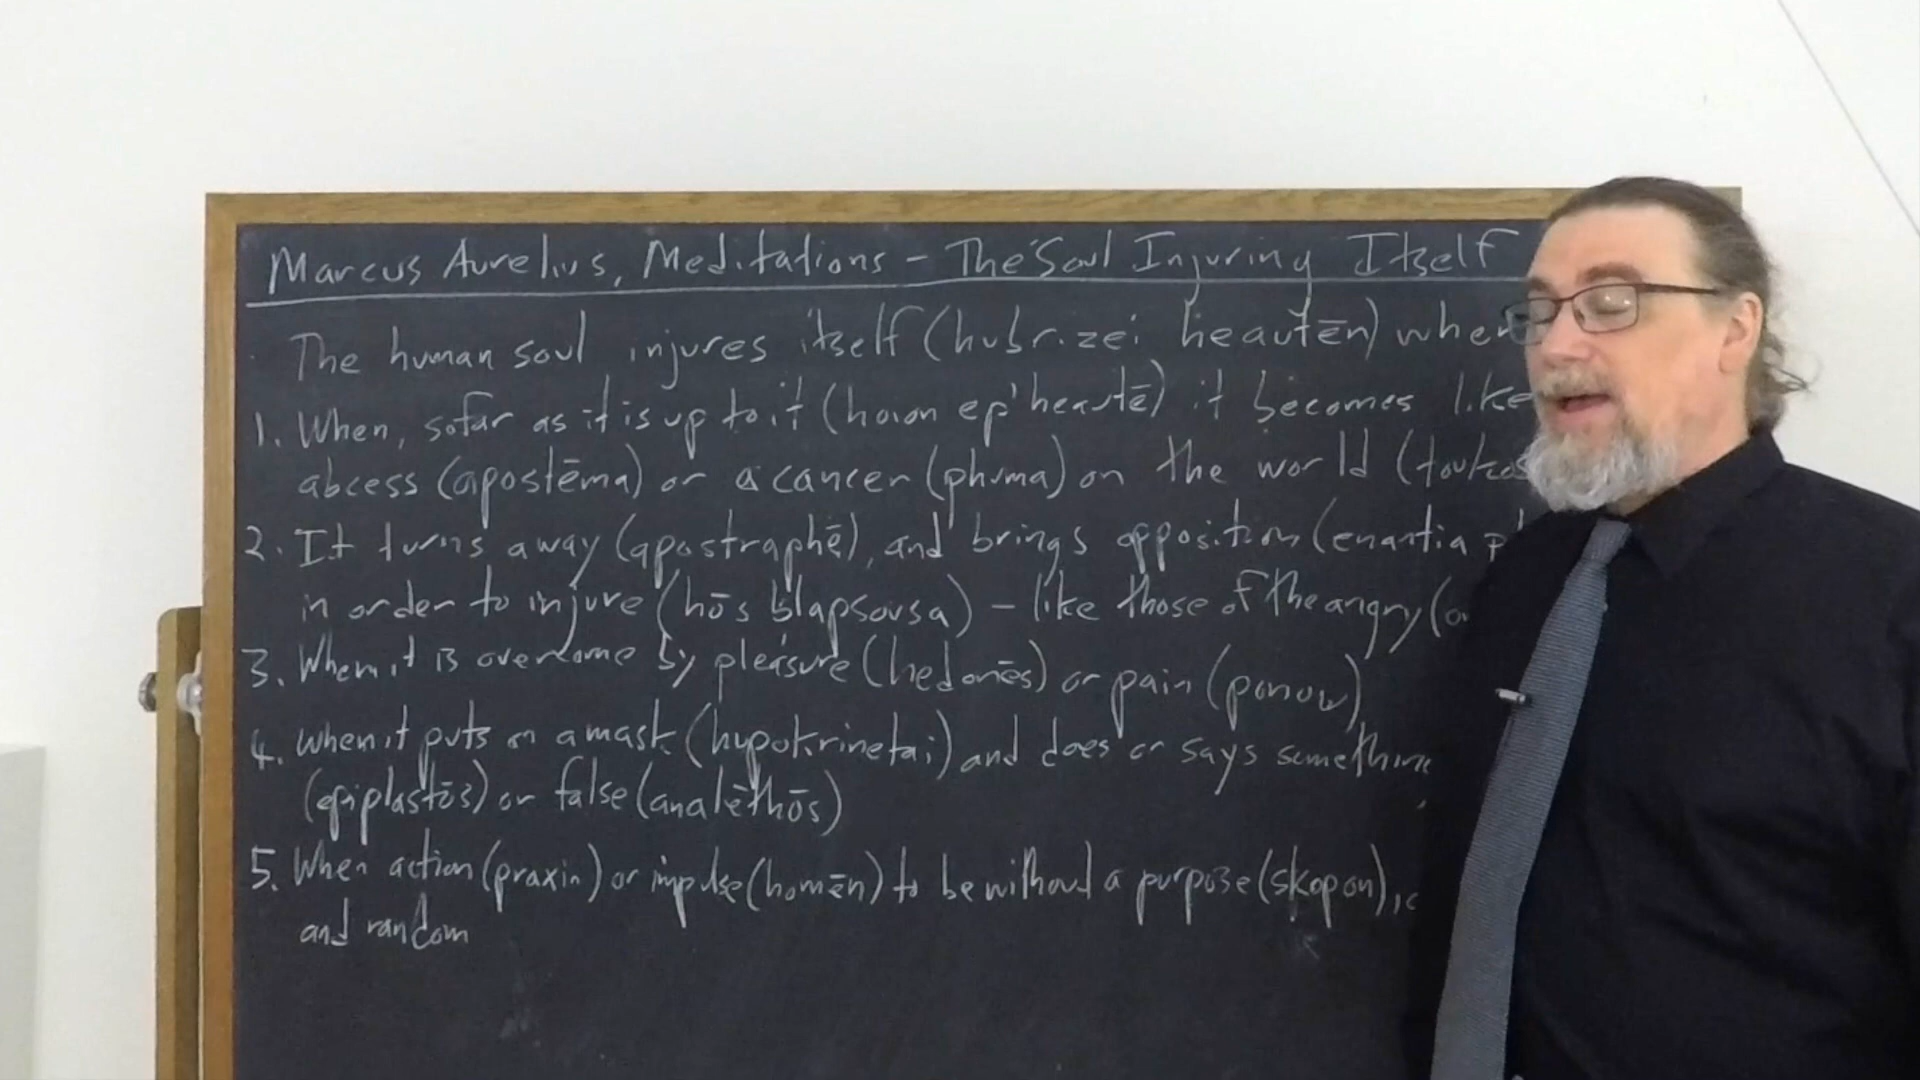 Marcus Aurelius, Meditations - The Soul Injuring Itself
The human soul injures itself (hubrizei heautēn) when
1. When, so far as it is up to it (hoion ep' heautē) it becomes like
abcess (apostēma) or a cancer (phuma) on the world (tou kos
2. It turns away (apostraphē), and brings opposition (enantia p
in order to injure (hōs blapsousa) - like those of the angry (o
3. When it is overcome by pleasure (hedonēs) or pain (ponou)
4. When it puts on a mask (hupokrinetai) and does or says something
(epiplastōs) or false (analēthōs)
5. When action (praxin) or impulse (hormēn) to be without a purpose (skopon), is
and random